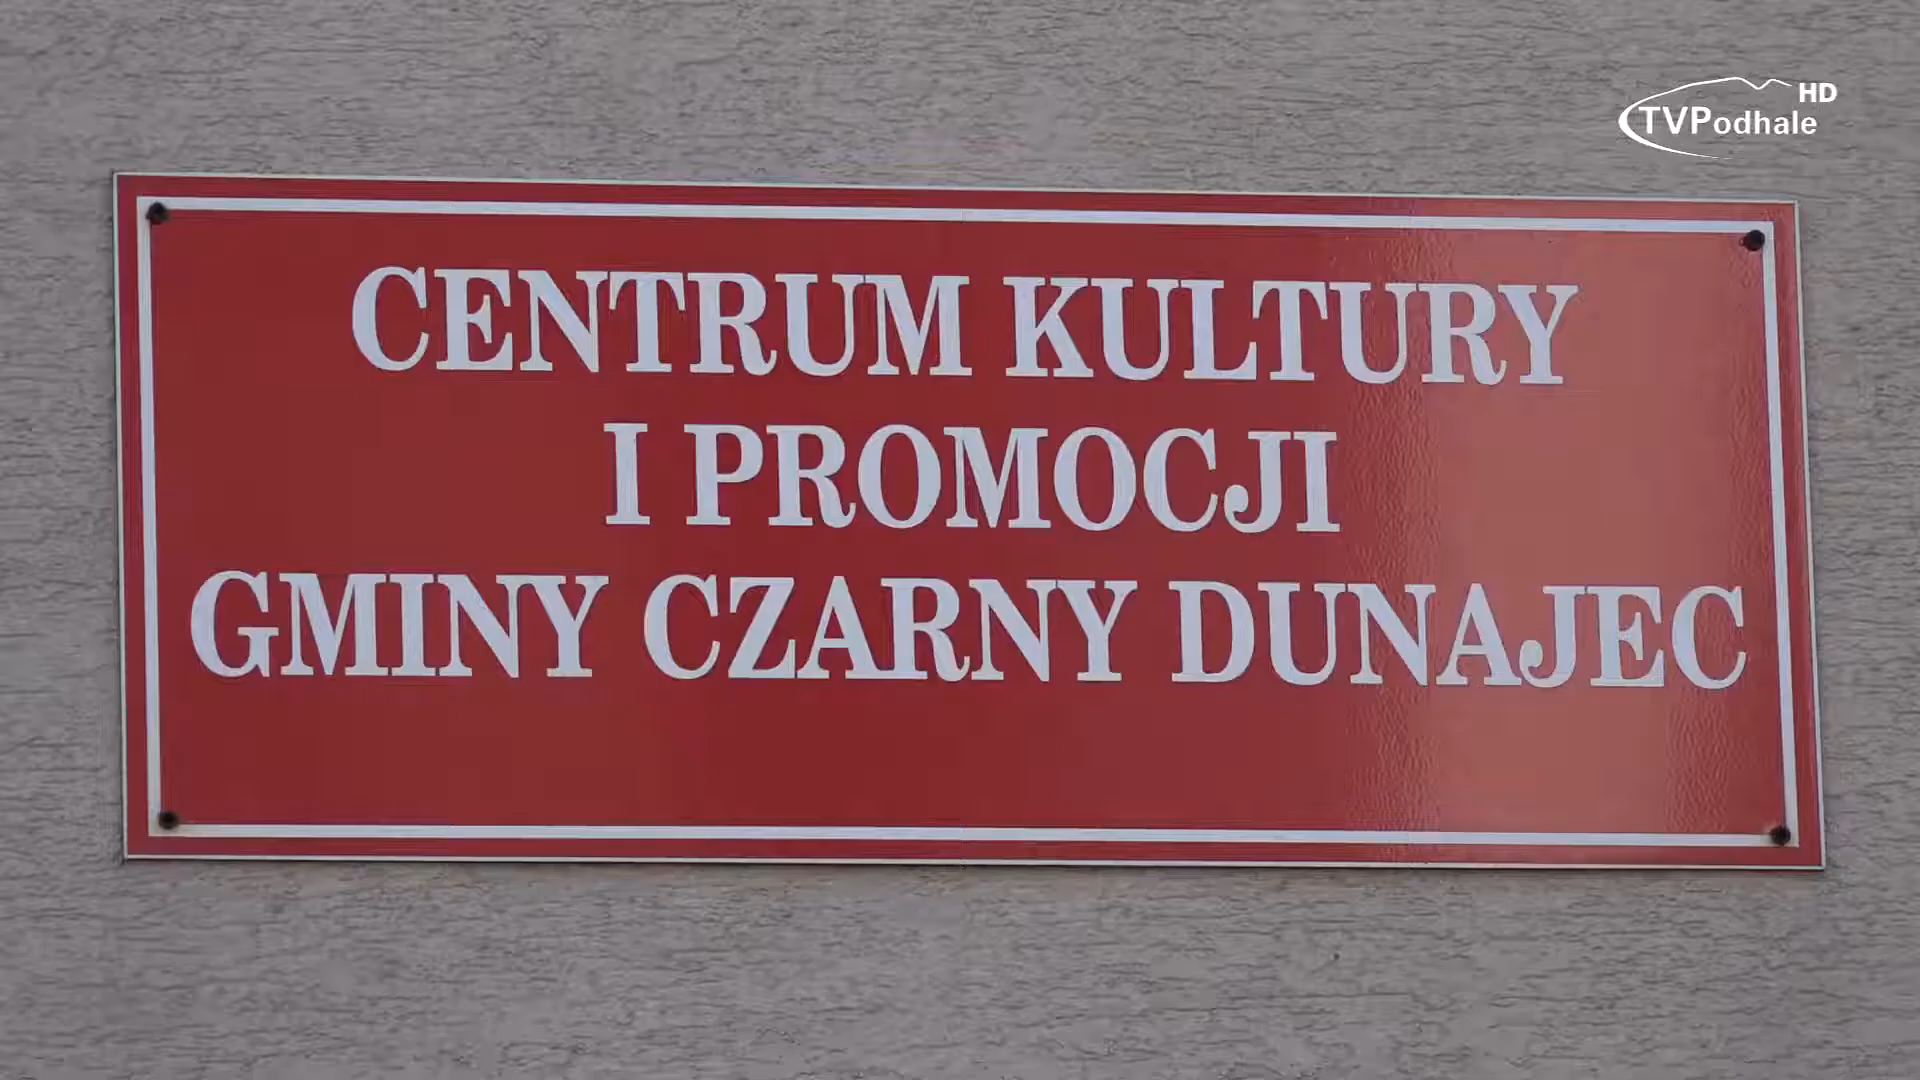 HD
TVPodhale
CENTRUM KULTURY
I PROMOCJI
GMINY CZARNY DUNAJEC